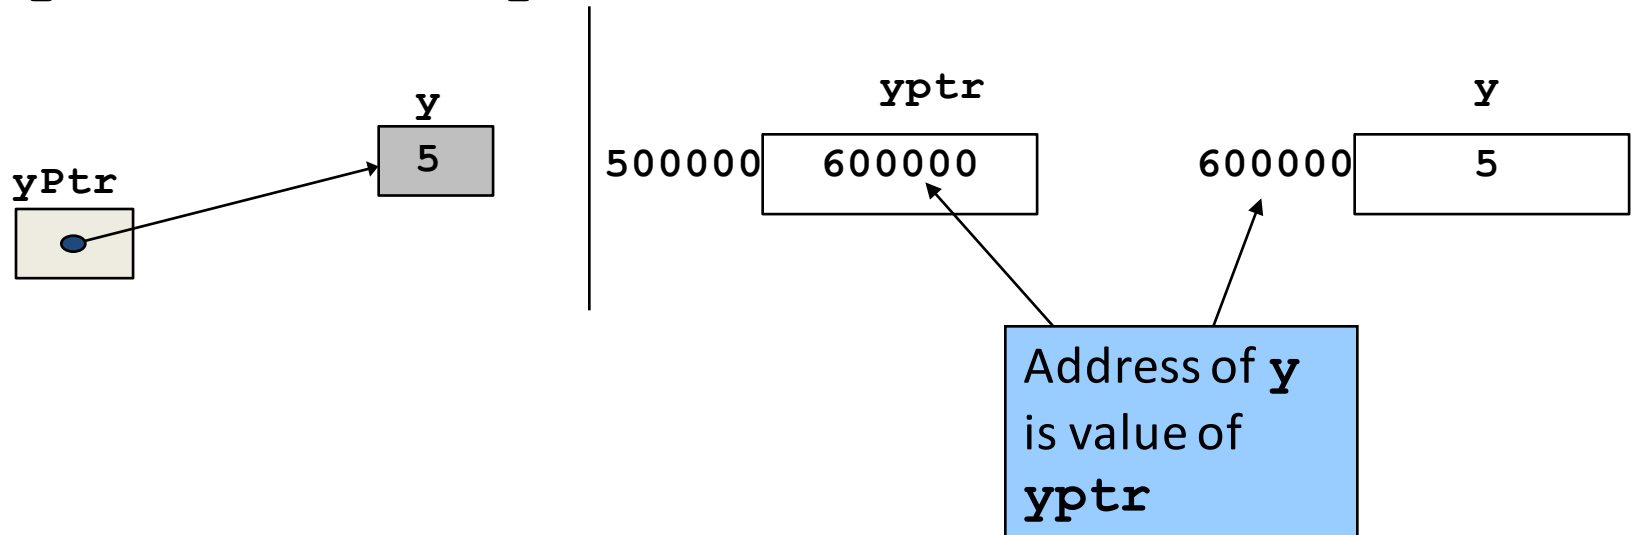 y
5
yPtr
yptr
y
500000 600000
600000 5
Address of y
is value of
yptr